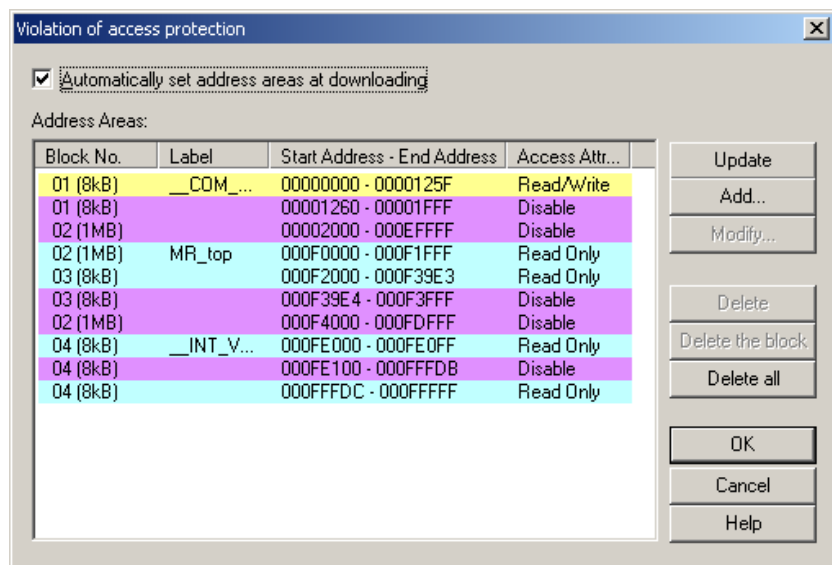 Violation of access protection
Automatically set address areas at downloading
Address Areas:
Block No. Label Start Address - End Address Access Attr...
01 (8kB) __COM_... 00000000 - 0000125F Read/Write
01 (8kB) 00001260 - 00001FFF Disable
02 (1MB) 00002000 - 000EFFFF Disable
02 (1MB) MR_top 000F0000 - 000F1FFF Read Only
03 (8kB) 000F2000 - 000F39E3 Read Only
03 (8kB) 000F39E4 - 000F3FFF Disable
02 (1MB) 000F4000 - 000FDFFF Disable
04 (8kB) __INT_V... 000FE000 - 000FE0FF Read Only
04 (8kB) 000FE100 - 000FFFDB Disable
04 (8kB) 000FFFDC - 000FFFFF Read Only
Update
Add...
Modify...
Delete
Delete the block
Delete all
OK
Cancel
Help